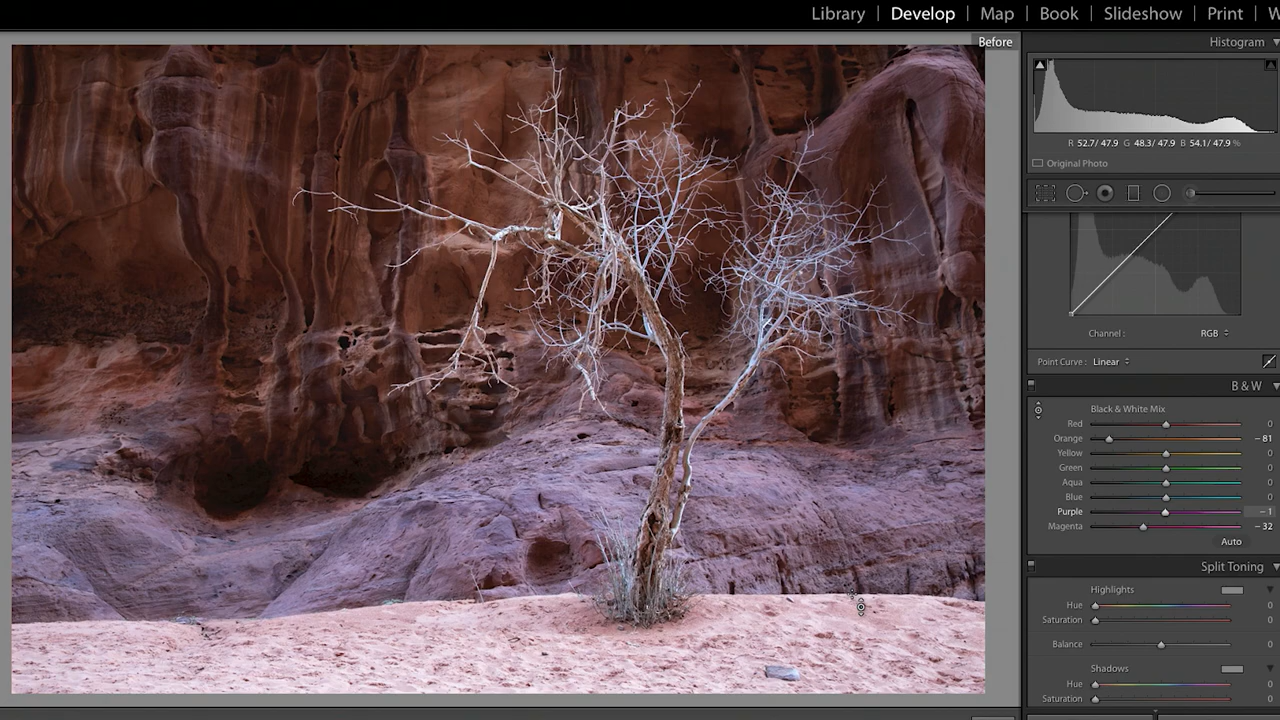 Library | Develop | Map | Book | Slideshow | Print | W
Before
Histogram
R 52.7/ 47.9 G 48.3/ 47.9 B 54.1/ 47.9 %
Original Photo
Channel : RGB
Point Curve : Linear
B & W
Black & White Mix
Red 0
Orange – 81
Yellow 0
Green 0
Aqua 0
Blue 0
Purple – 1
Magenta – 32
Auto
Split Toning
Highlights
Hue 0
Saturation 0
Balance 0
Shadows
Hue 0
Saturation 0